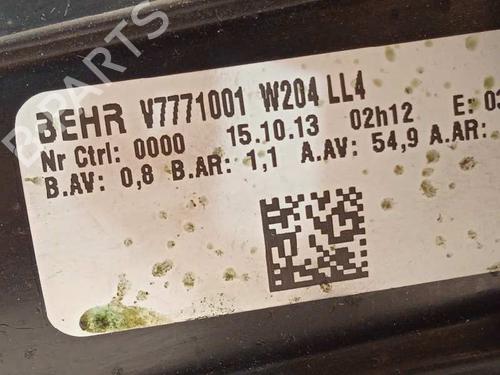 B-PARTS
BEHR V7771001 W204 LL4
Nr Ctrl: 0000 15.10.13 02h12 E: 02
B.AV: 0,8 B.AR: 1,1 A.AV: 54,9 A.AR: